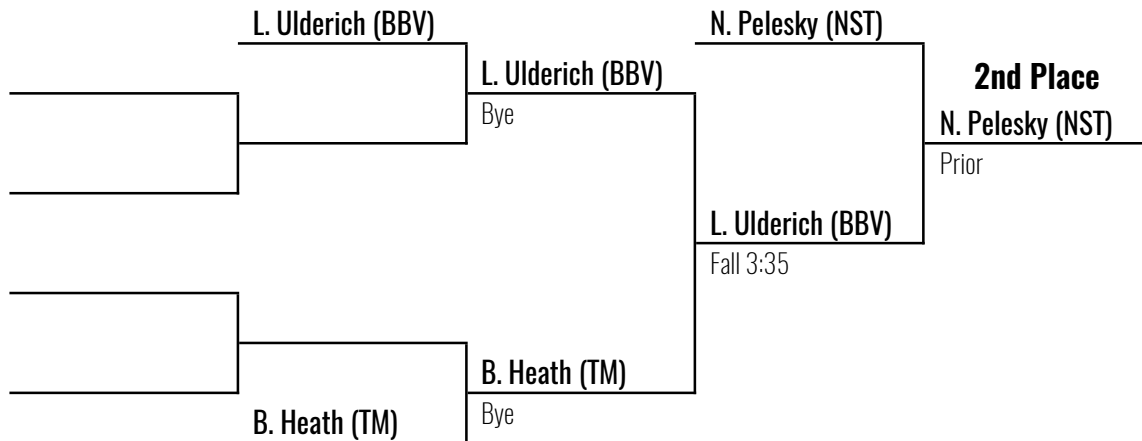 L. Ulderich (BBV)
N. Pelesky (NST)
L. Ulderich (BBV)
Bye
2nd Place
N. Pelesky (NST)
Prior
L. Ulderich (BBV)
Fall 3:35
B. Heath (TM)
Bye
B. Heath (TM)